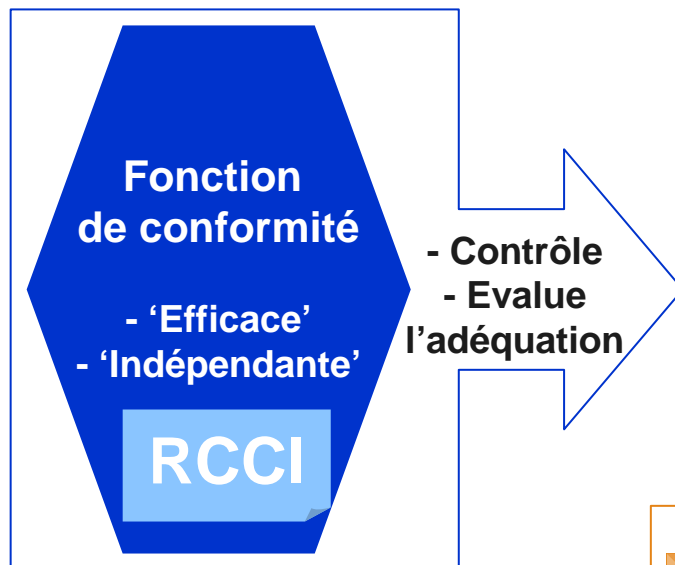 Fonction
de conformité
- ‘Efficace’
- ‘Indépendante’
RCCI
- Contrôle
- Evalue
l’adéquation